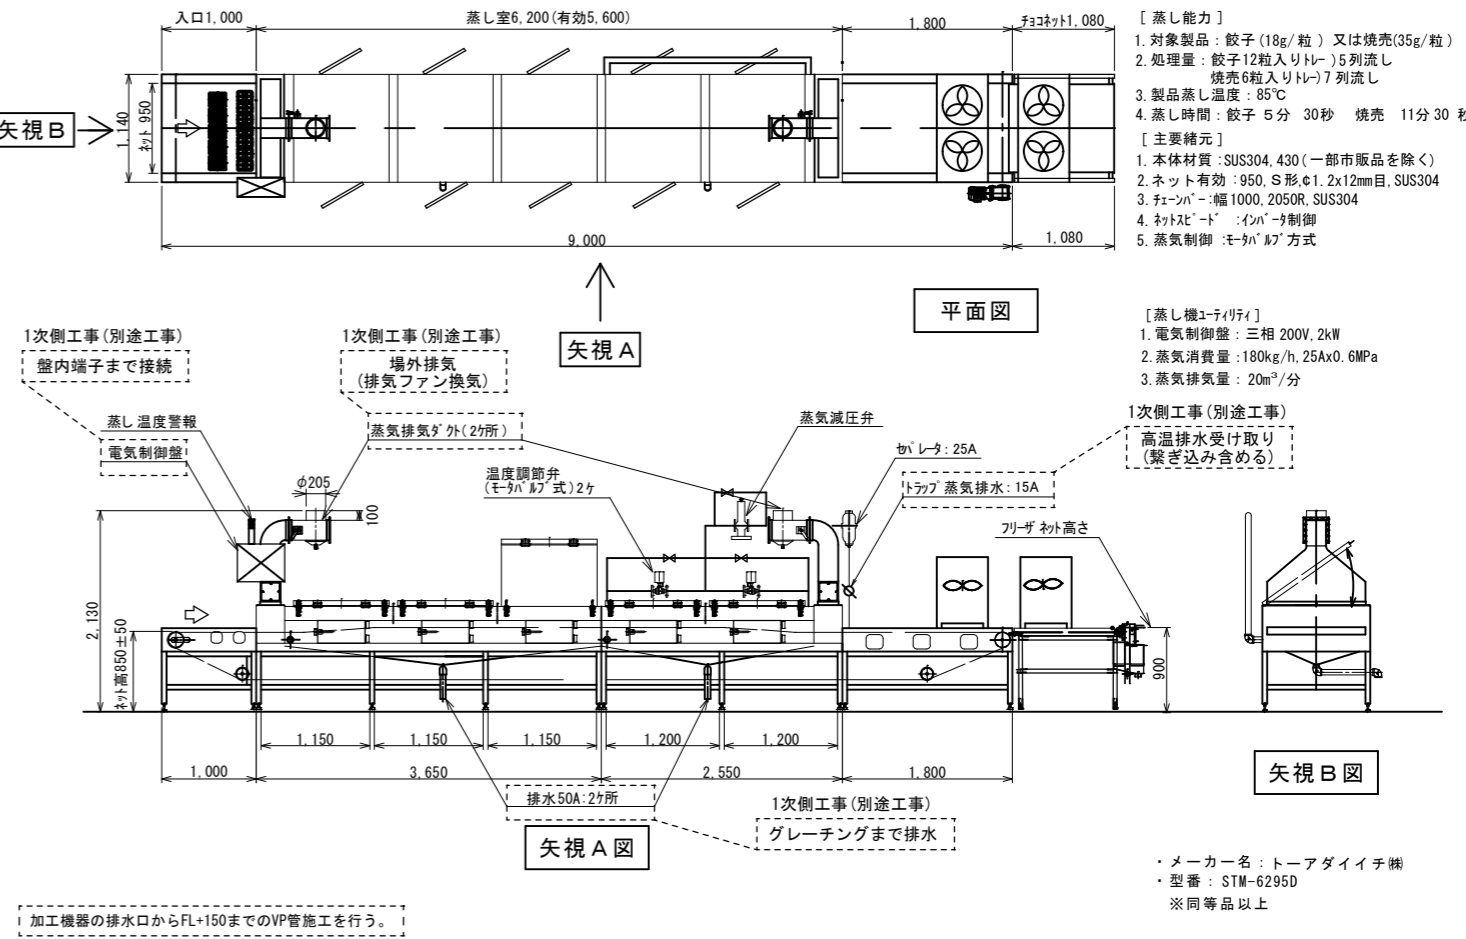 入口1,000
蒸し室6,200(有効5,600)
1,800
ﾁｮｺﾈｯﾄ1,080
矢視B
1,140
ﾈｯﾄ 950
9,000
1,080
矢視A
平面図
[ 蒸し能力 ]
1. 対象製品 : 餃子 (18g/粒 ) 又は焼売(35g/粒 )
2. 処理量 : 餃子12粒入りﾄﾚｰ )5列流し
焼売6粒入りﾄﾚｰ)7列流し
3. 製品蒸し温度 : 85℃
4. 蒸し時間 : 餃子 5分 30秒 焼売 11分30 秒
[ 主要緒元 ]
1. 本体材質 :SUS304,430(一部市販品を除く)
2. ネット有効 :950,S形,¢1.2x12mm目,SUS304
3. ﾁｪｰﾝﾊﾞｰ :幅1000,2050R,SUS304
4. ﾈｯﾄｽﾋﾟｰﾄﾞ :ｲﾝﾊﾞｰﾀ制御
5. 蒸気制御 :ﾓｰﾀﾊﾞﾙﾌﾞ方式
[蒸し機ﾕｰﾃｨﾘﾃｨ]
1. 電気制御盤 : 三相 200V,2kW
2. 蒸気消費量 :180kg/h,25Ax0.6MPa
3. 蒸気排気量 : 20m³/分
1次側工事(別途工事)
盤内端子まで接続
1次側工事(別途工事)
場外排気
(排気ファン換気)
蒸し温度警報
電気制御盤
蒸気排気ﾀﾞｸﾄ(2ｹ所)
温度調節弁
(ﾓｰﾀﾊﾞﾙﾌﾞ式)2ｹ
蒸気減圧弁
ｾﾊﾟﾚｰﾀ:25A
1次側工事(別途工事)
高温排水受け取り
(繋ぎ込み含める)
ﾄﾗｯﾌﾟ蒸気排水:15A
ﾌﾘｰｻﾞﾈｯﾄ高さ
φ205
100
2,130
ﾈｯﾄ高850±50
900
1,150
1,150
1,150
1,200
1,200
1,000
3,650
2,550
1,800
排水50A:2ｹ所
1次側工事(別途工事)
グレーチングまで排水
矢視A図
矢視B図
・メーカー名 : トーアダイイチ㈱
・型番 : STM-6295D
※同等品以上
加工機器の排水口からFL+150までのVP管施工を行う。